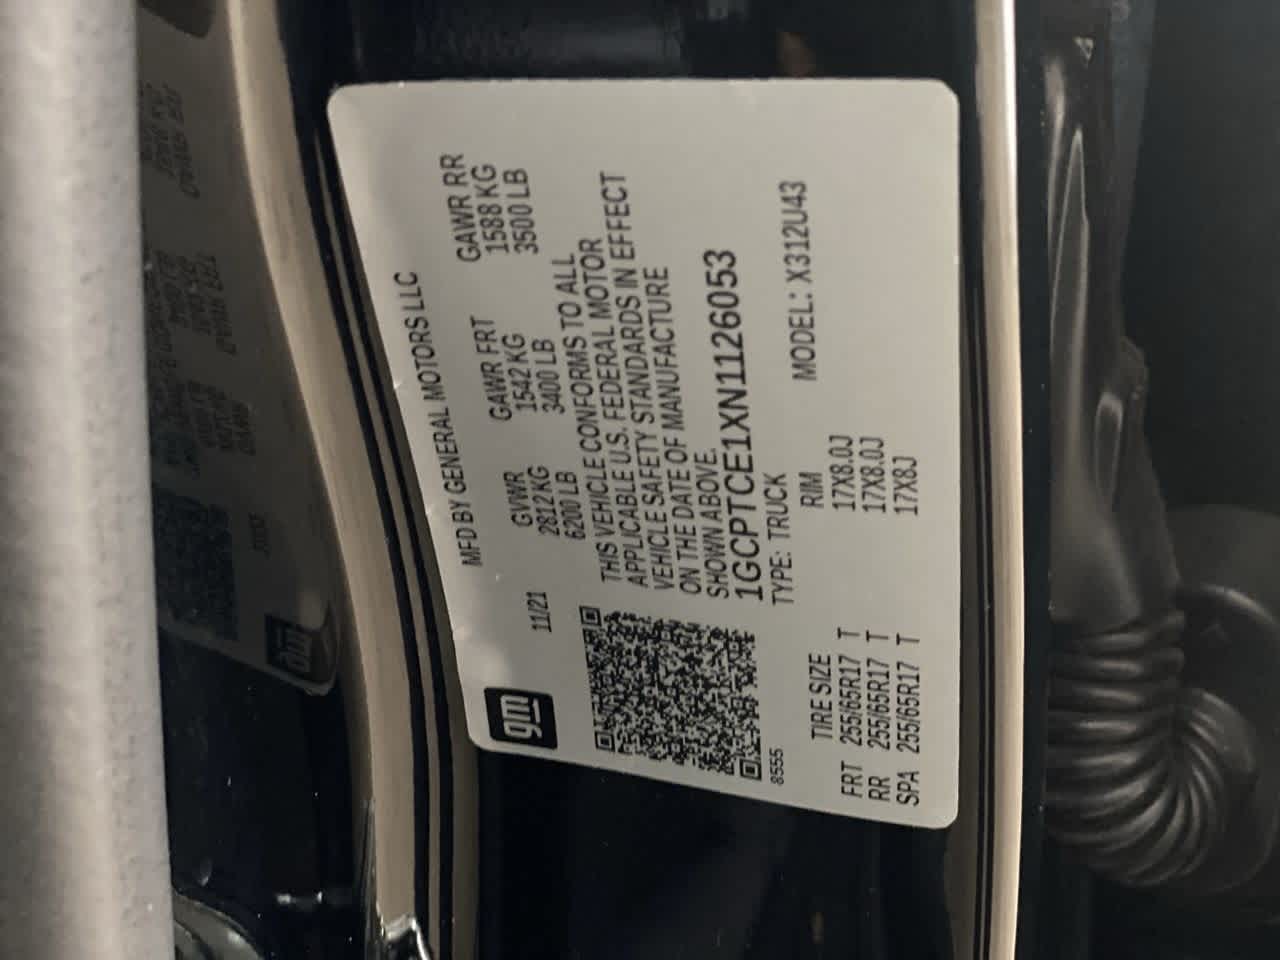 gm
MFD BY GENERAL MOTORS LLC
11/21
GVWR GAWR FRT GAWR RR
2812 KG 1542 KG 1588 KG
6200 LB 3400 LB 3500 LB
THIS VEHICLE CONFORMS TO ALL
APPLICABLE U.S. FEDERAL MOTOR
VEHICLE SAFETY STANDARDS IN EFFECT
ON THE DATE OF MANUFACTURE
SHOWN ABOVE.
1GCPTCE1XN1126053
8555 TYPE: TRUCK MODEL: X312U43
TIRE SIZE RIM
FRT 255/65R17 T 17X8.0J
RR 255/65R17 T 17X8.0J
SPA 255/65R17 T 17X8J
gm